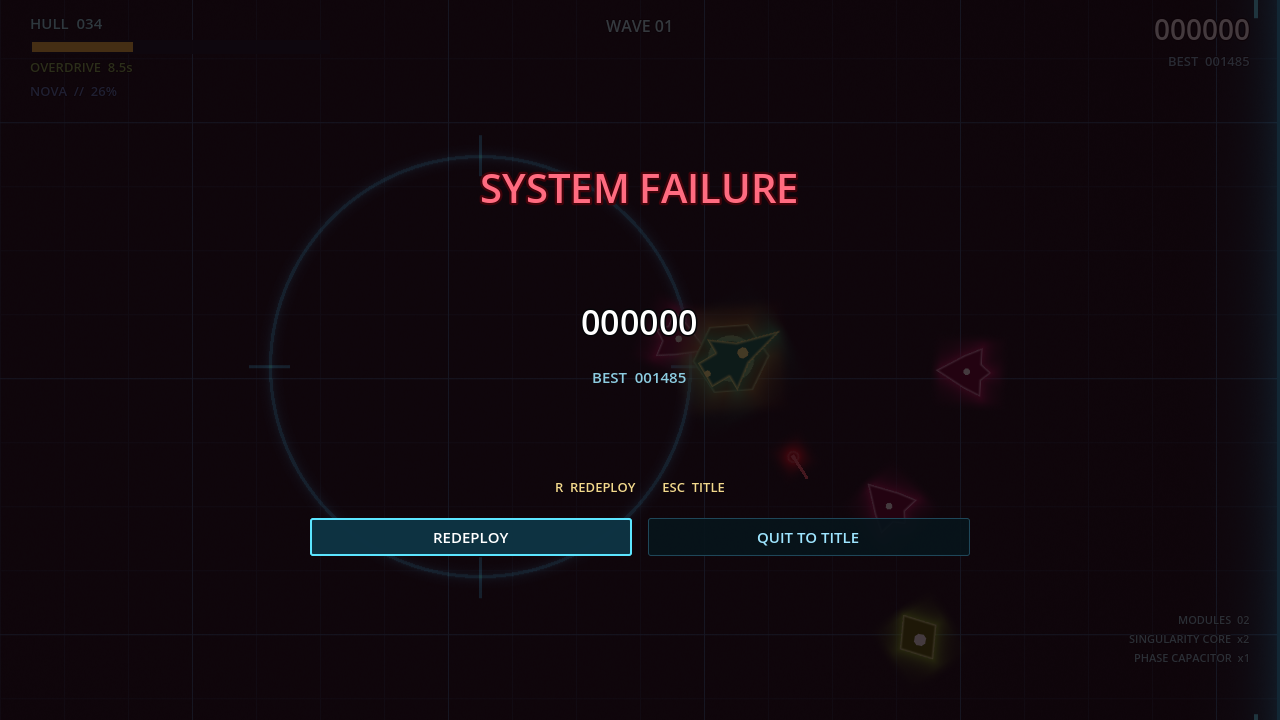 HULL 034
WAVE 01
000000
OVERDRIVE 8.5s
BEST 001485
NOVA // 26%
SYSTEM FAILURE
000000
BEST 001485
R REDEPLOY ESC TITLE
REDEPLOY
QUIT TO TITLE
MODULES 02
SINGULARITY CORE x2
PHASE CAPACITOR x1